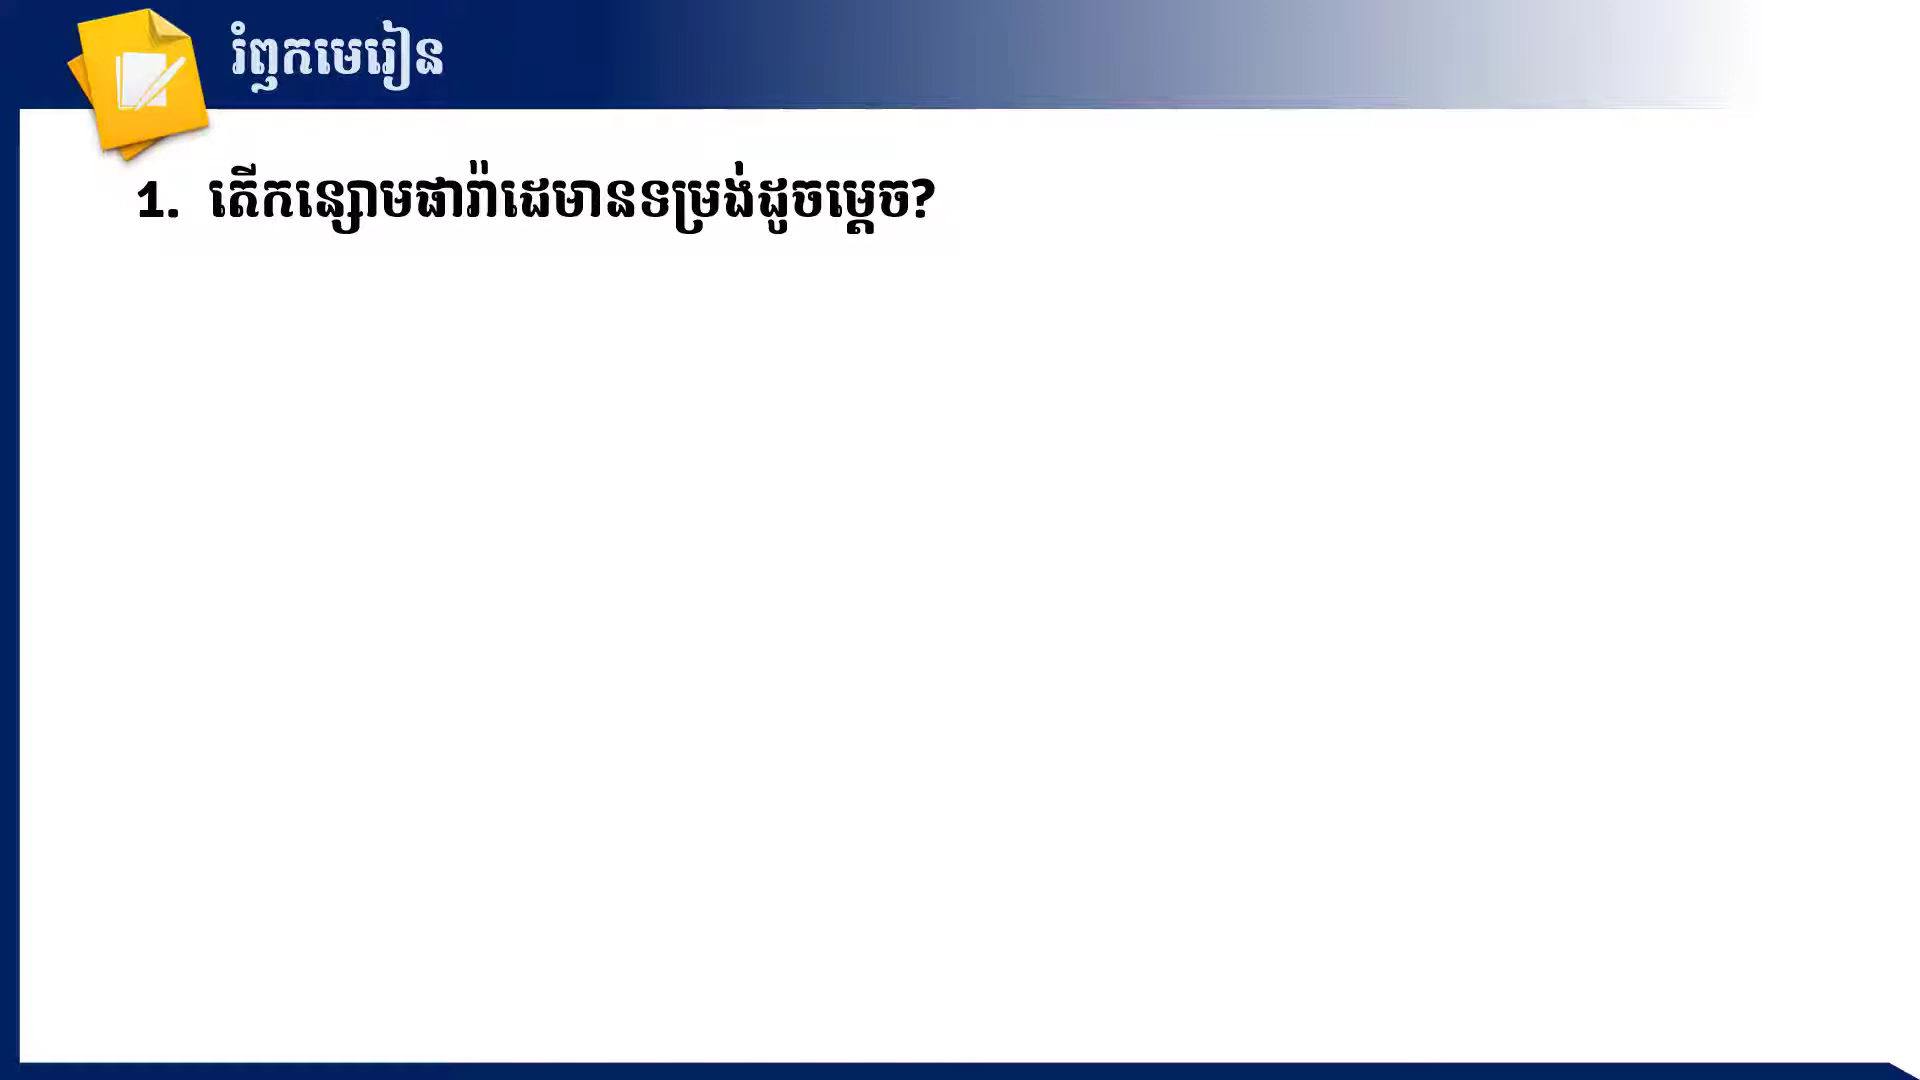 រំឭកមេរៀន
1. តើកន្សោមផារ៉ាដេមានទម្រង់ដូចម្ដេច?